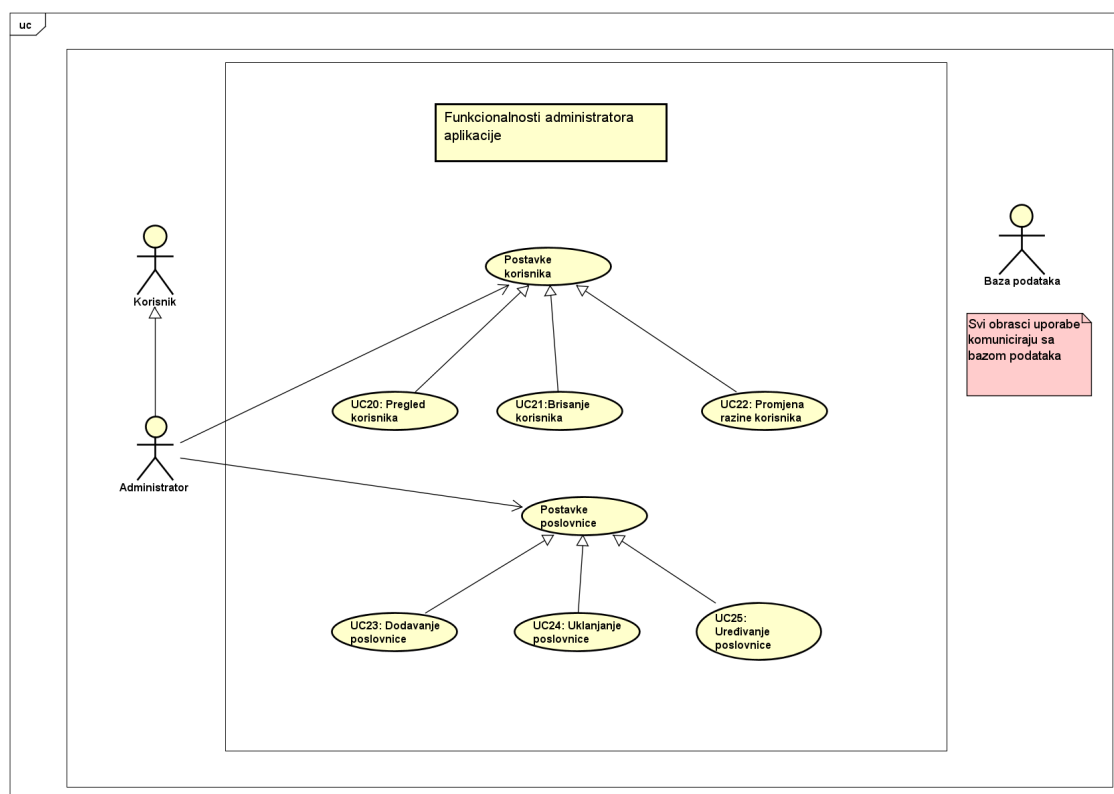 uc
Funkcionalnosti administratora
aplikacije
Korisnik
Baza podataka
Svi obrasci uporabe
komuniciraju sa
bazom podataka
Postavke
korisnika
UC20: Pregled
korisnika
UC21:Brisanje
korisnika
UC22: Promjena
razine korisnika
Administrator
Postavke
poslovnice
UC23: Dodavanje
poslovnice
UC24: Uklanjanje
poslovnice
UC25:
Uređivanje
poslovnice